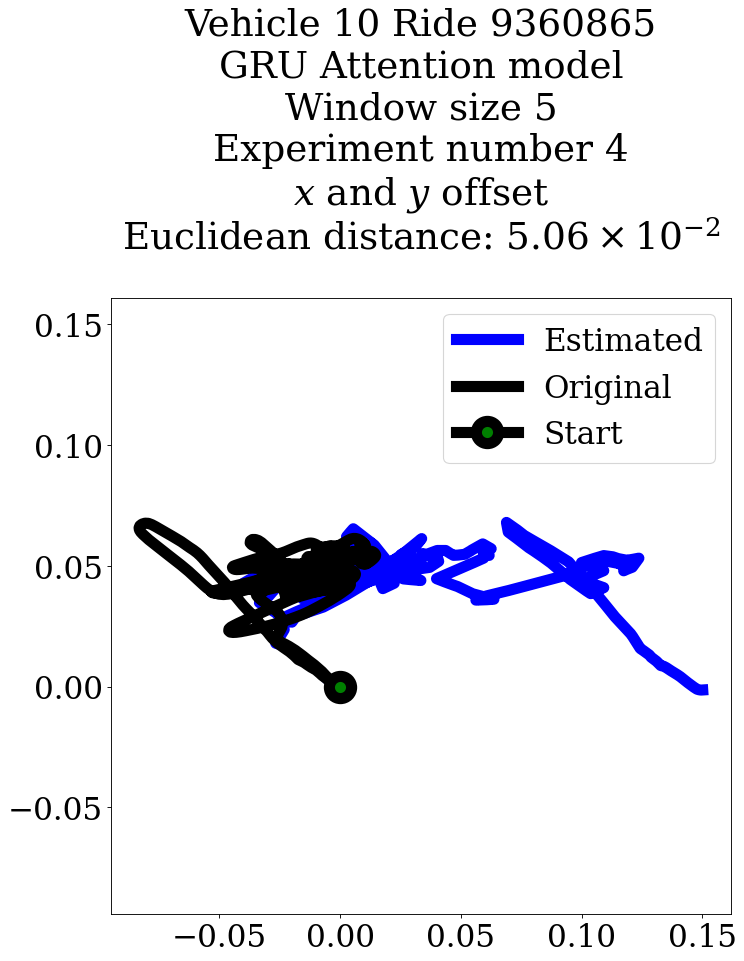 Vehicle 10 Ride 9360865
GRU Attention model
Window size 5
Experiment number 4
x and y offset
Euclidean distance: 5.06 × 10⁻²
Estimated
Original
Start
0.15
0.10
0.05
0.00
−0.05
−0.05 0.00 0.05 0.10 0.15